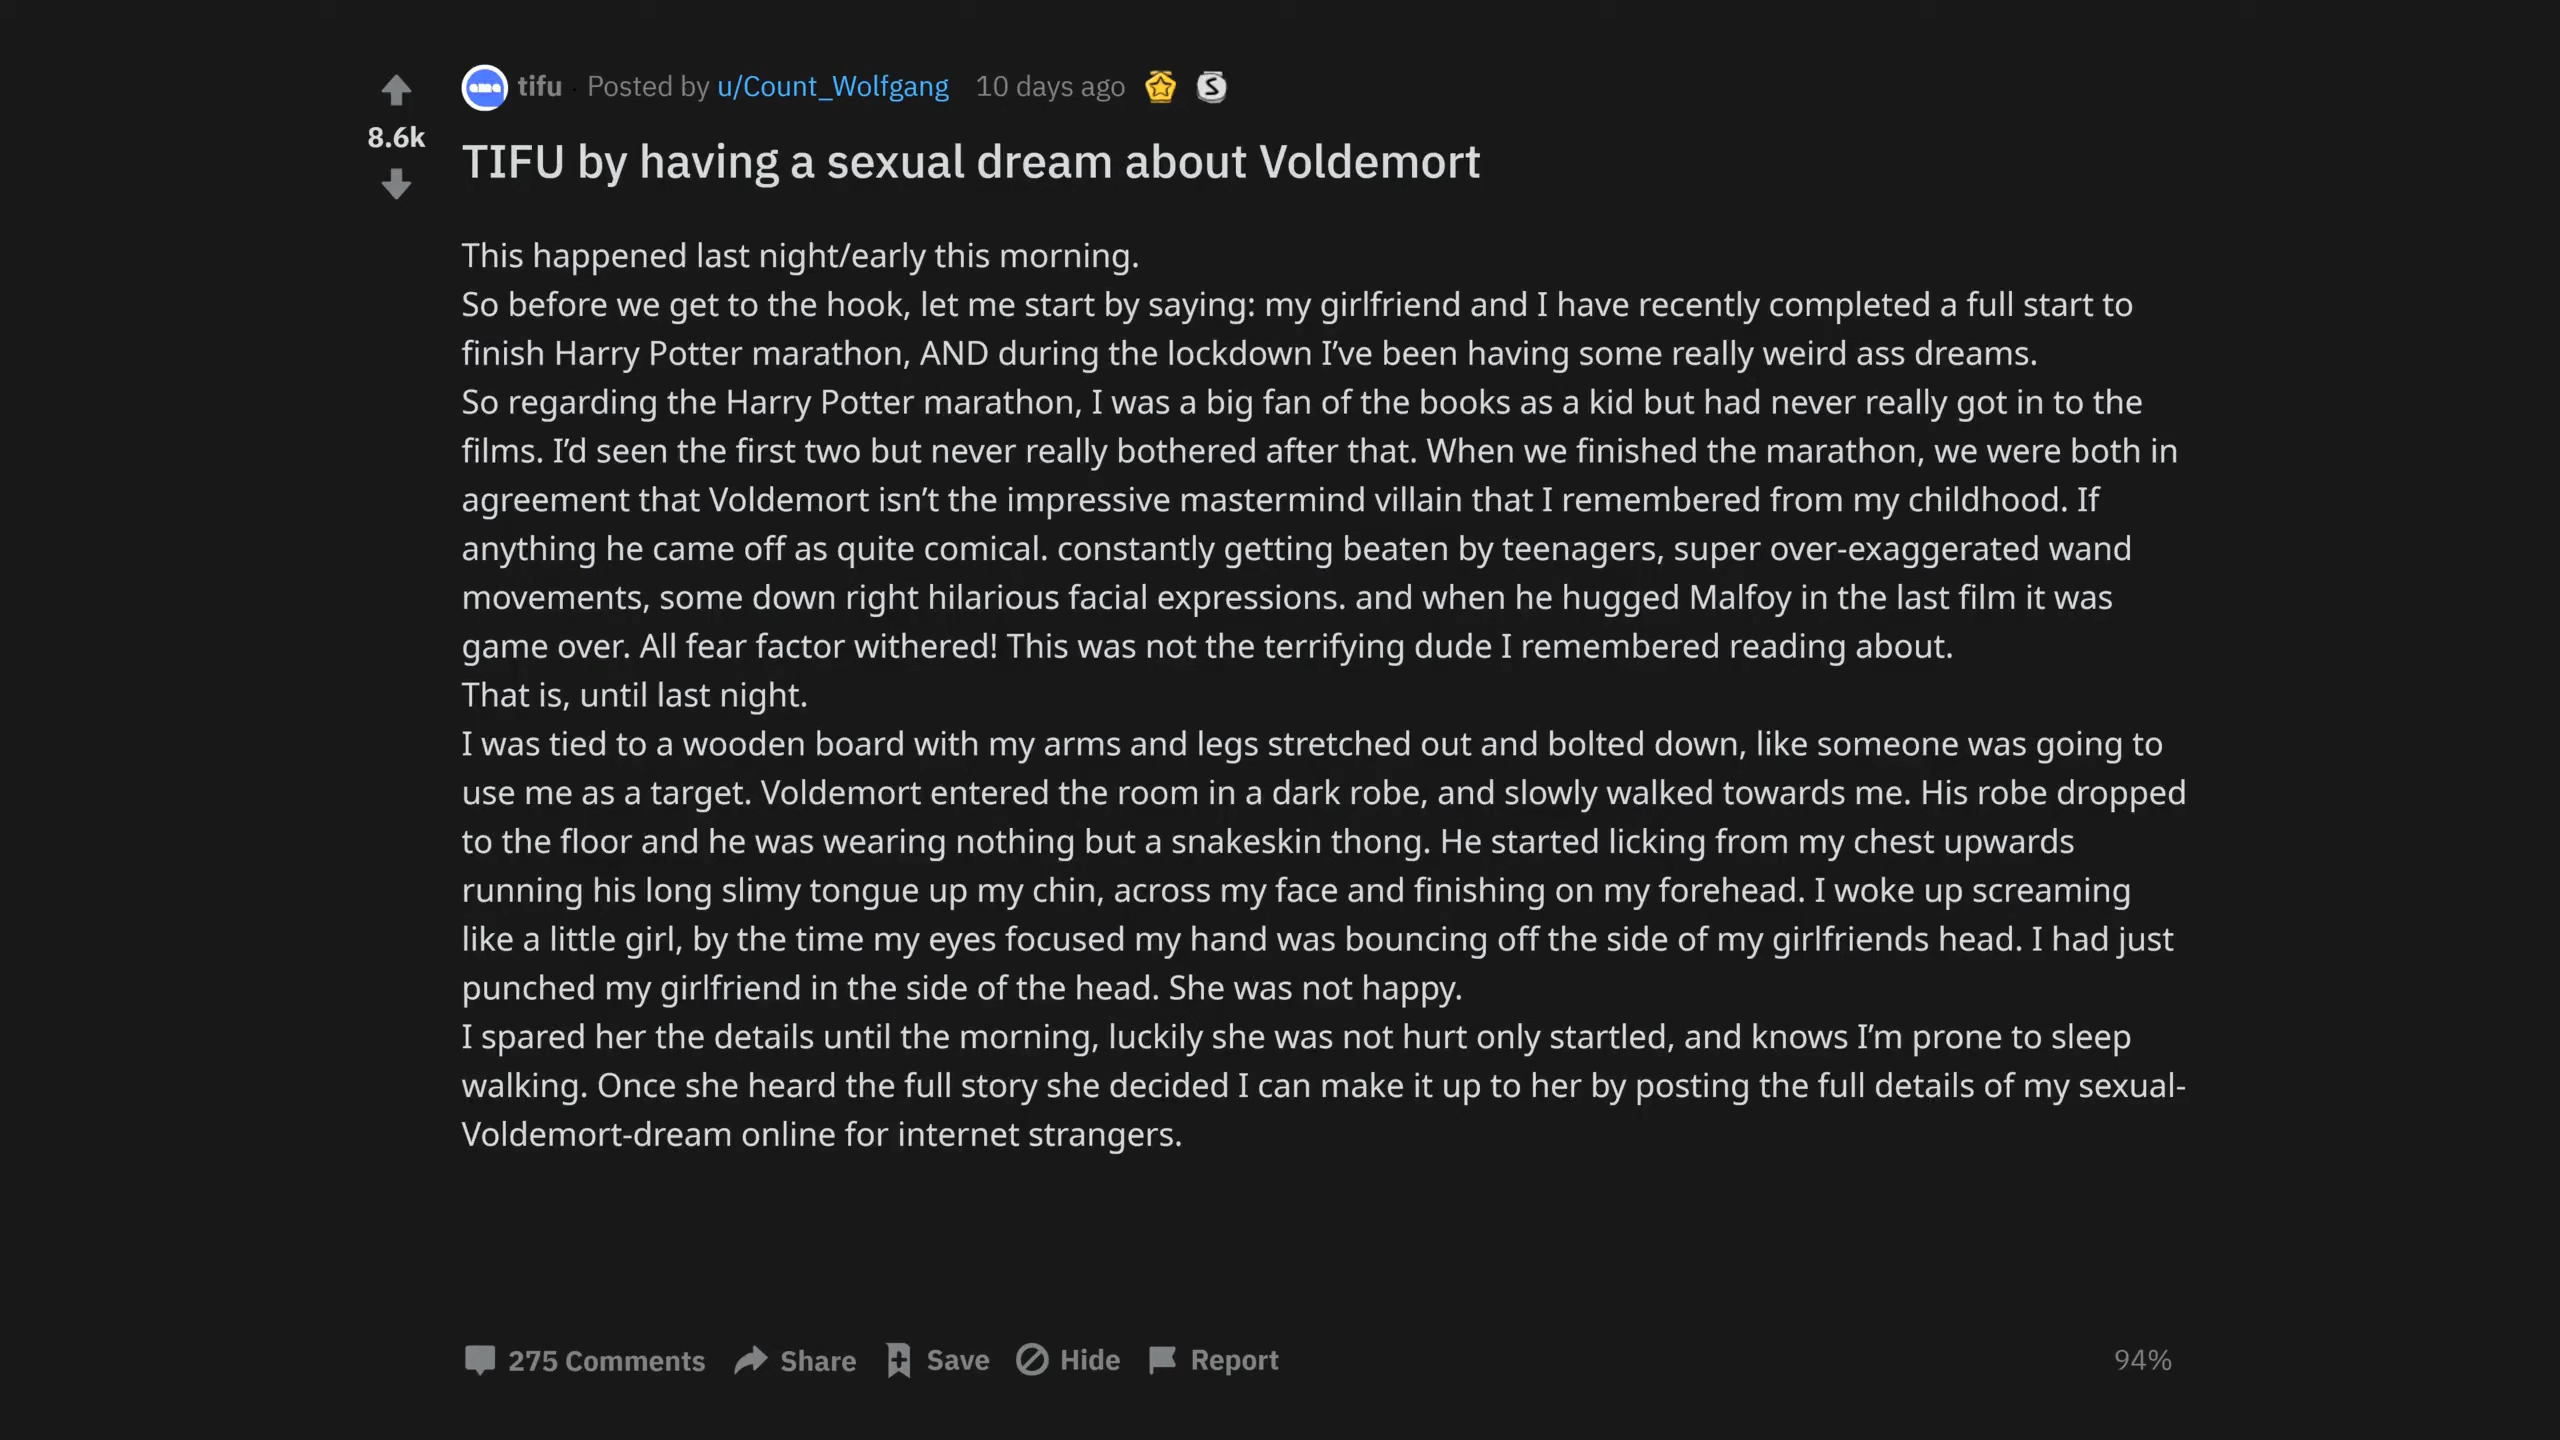 tifu · Posted by u/Count_Wolfgang 10 days ago
8.6k
TIFU by having a sexual dream about Voldemort
This happened last night/early this morning.
So before we get to the hook, let me start by saying: my girlfriend and I have recently completed a full start to
finish Harry Potter marathon, AND during the lockdown I’ve been having some really weird ass dreams.
So regarding the Harry Potter marathon, I was a big fan of the books as a kid but had never really got in to the
films. I’d seen the first two but never really bothered after that. When we finished the marathon, we were both in
agreement that Voldemort isn’t the impressive mastermind villain that I remembered from my childhood. If
anything he came off as quite comical. constantly getting beaten by teenagers, super over-exaggerated wand
movements, some down right hilarious facial expressions. and when he hugged Malfoy in the last film it was
game over. All fear factor withered! This was not the terrifying dude I remembered reading about.
That is, until last night.
I was tied to a wooden board with my arms and legs stretched out and bolted down, like someone was going to
use me as a target. Voldemort entered the room in a dark robe, and slowly walked towards me. His robe dropped
to the floor and he was wearing nothing but a snakeskin thong. He started licking from my chest upwards
running his long slimy tongue up my chin, across my face and finishing on my forehead. I woke up screaming
like a little girl, by the time my eyes focused my hand was bouncing off the side of my girlfriends head. I had just
punched my girlfriend in the side of the head. She was not happy.
I spared her the details until the morning, luckily she was not hurt only startled, and knows I’m prone to sleep
walking. Once she heard the full story she decided I can make it up to her by posting the full details of my sexual-
Voldemort-dream online for internet strangers.
275 Comments Share Save Hide Report 94%